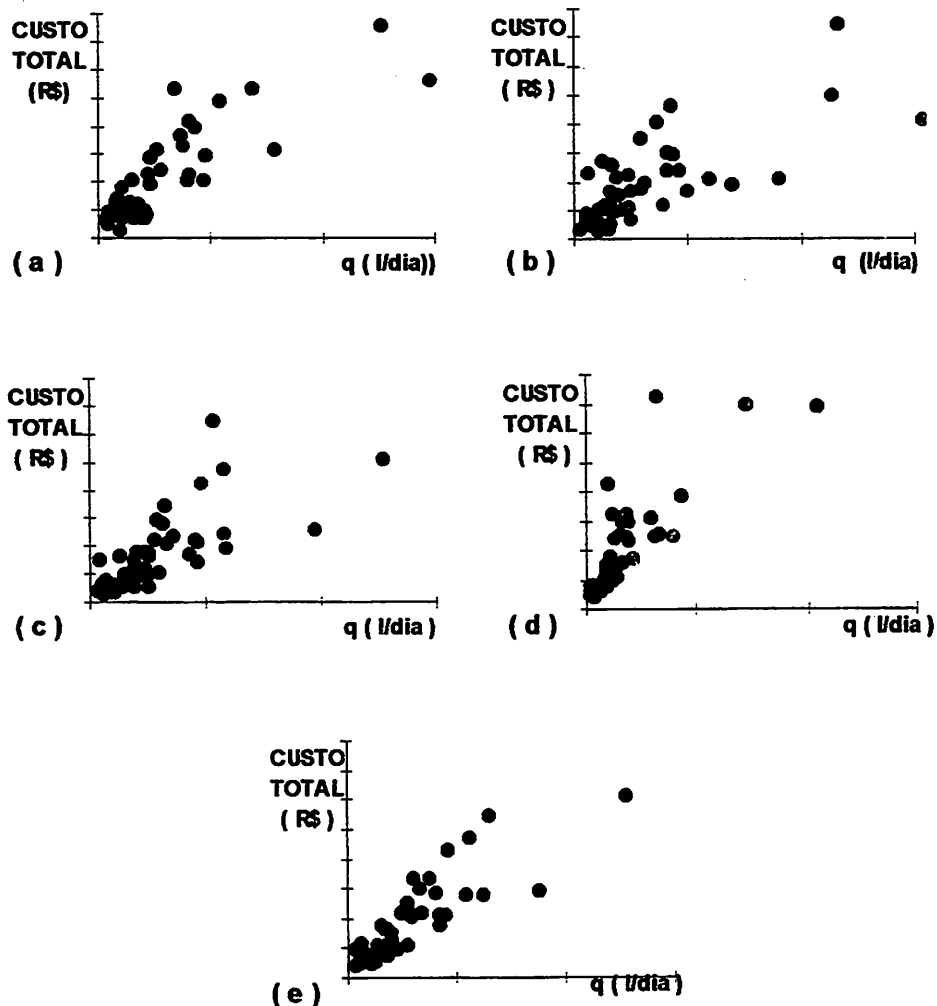 CUSTO
TOTAL
(R$)
q ( l/dia))
( a )
CUSTO
TOTAL
( R$ )
q (l/dia)
( b )
CUSTO
TOTAL
( R$ )
q ( l/dia )
( c )
CUSTO
TOTAL
( R$ )
q ( l/dia )
( d )
CUSTO
TOTAL
( R$ )
q ( l/dia )
( e )